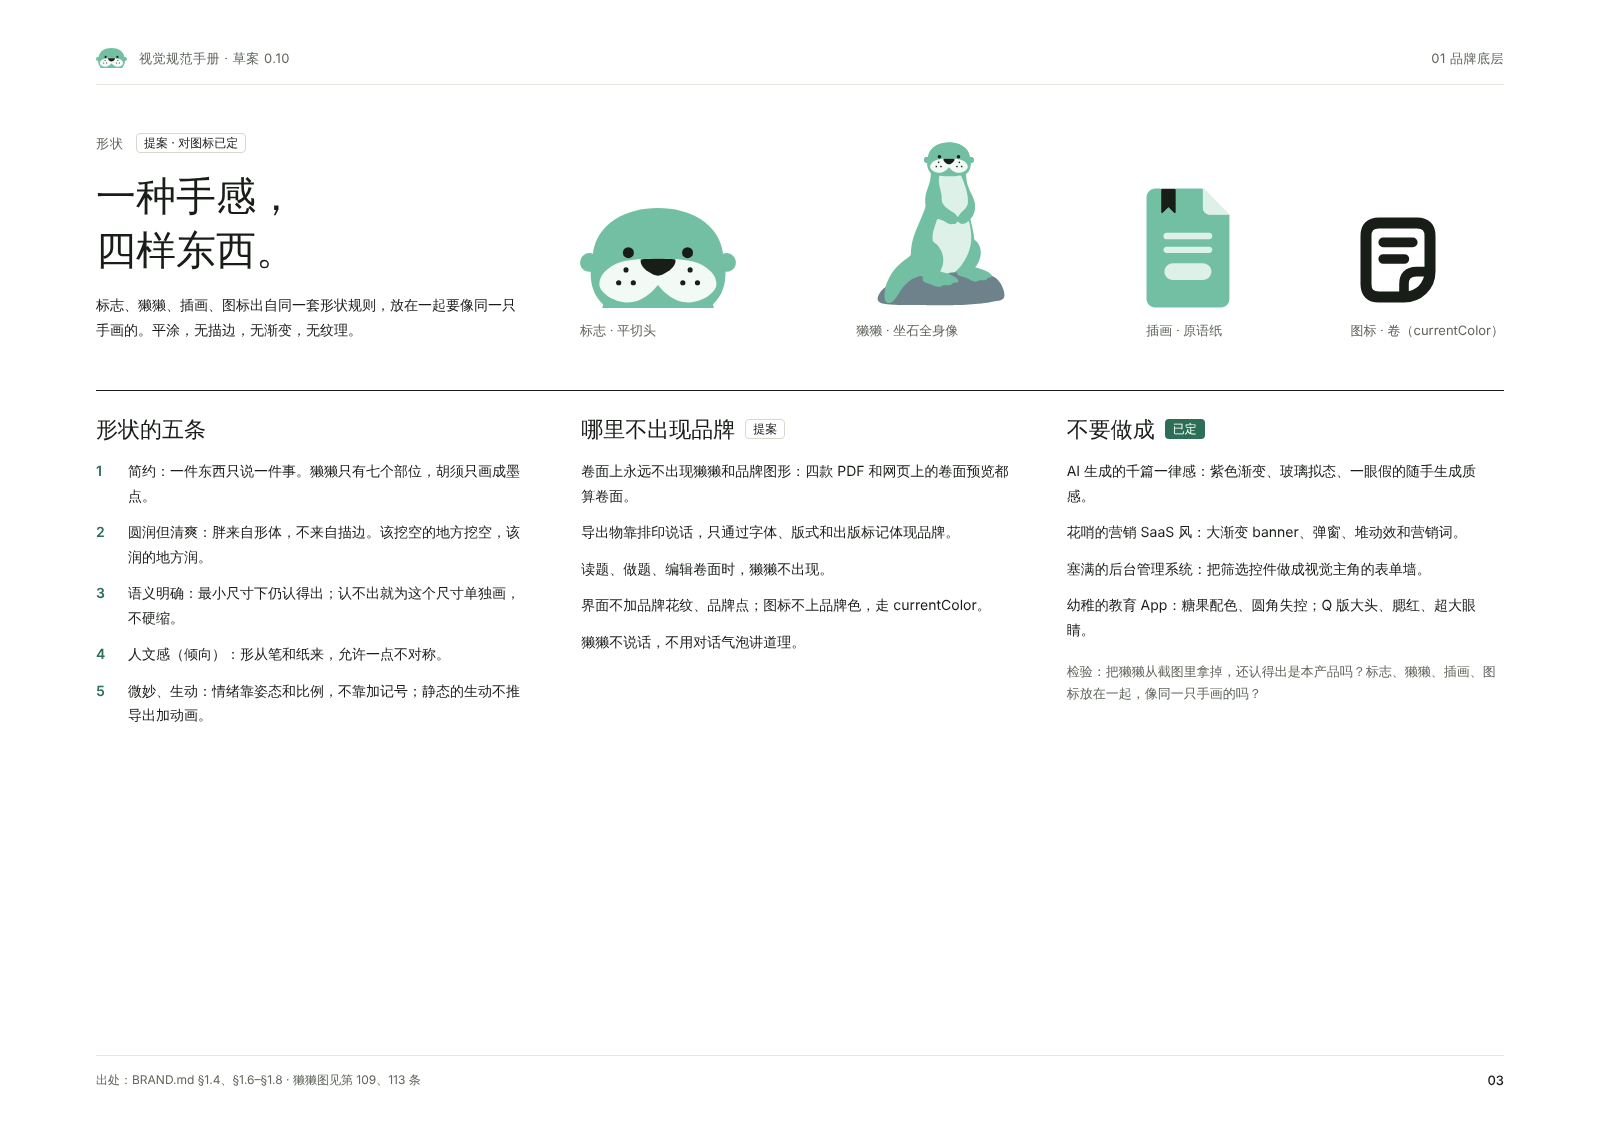 视觉规范手册 · 草案 0.10
01 品牌底层
形状
提案 · 对图标已定
一种手感，
四样东西。
标志、獭獭、插画、图标出自同一套形状规则，放在一起要像同一只
手画的。平涂，无描边，无渐变，无纹理。
标志 · 平切头
獭獭 · 坐石全身像
插画 · 原语纸
图标 · 卷（currentColor）
形状的五条
1 简约：一件东西只说一件事。獭獭只有七个部位，胡须只画成墨
点。
2 圆润但清爽：胖来自形体，不来自描边。该挖空的地方挖空，该
润的地方润。
3 语义明确：最小尺寸下仍认得出；认不出就为这个尺寸单独画，
不硬缩。
4 人文感（倾向）：形从笔和纸来，允许一点不对称。
5 微妙、生动：情绪靠姿态和比例，不靠加记号；静态的生动不推
导出加动画。
哪里不出现品牌 提案
卷面上永远不出现獭獭和品牌图形：四款 PDF 和网页上的卷面预览都
算卷面。
导出物靠排印说话，只通过字体、版式和出版标记体现品牌。
读题、做题、编辑卷面时，獭獭不出现。
界面不加品牌花纹、品牌点；图标不上品牌色，走 currentColor。
獭獭不说话，不用对话气泡讲道理。
不要做成 已定
AI 生成的千篇一律感：紫色渐变、玻璃拟态、一眼假的随手生成质
感。
花哨的营销 SaaS 风：大渐变 banner、弹窗、堆动效和营销词。
塞满的后台管理系统：把筛选控件做成视觉主角的表单墙。
幼稚的教育 App：糖果配色、圆角失控；Q 版大头、腮红、超大眼
睛。
检验：把獭獭从截图里拿掉，还认得出是本产品吗？标志、獭獭、插画、图
标放在一起，像同一只手画的吗？
出处：BRAND.md §1.4、§1.6–§1.8 · 獭獭图见第 109、113 条
03